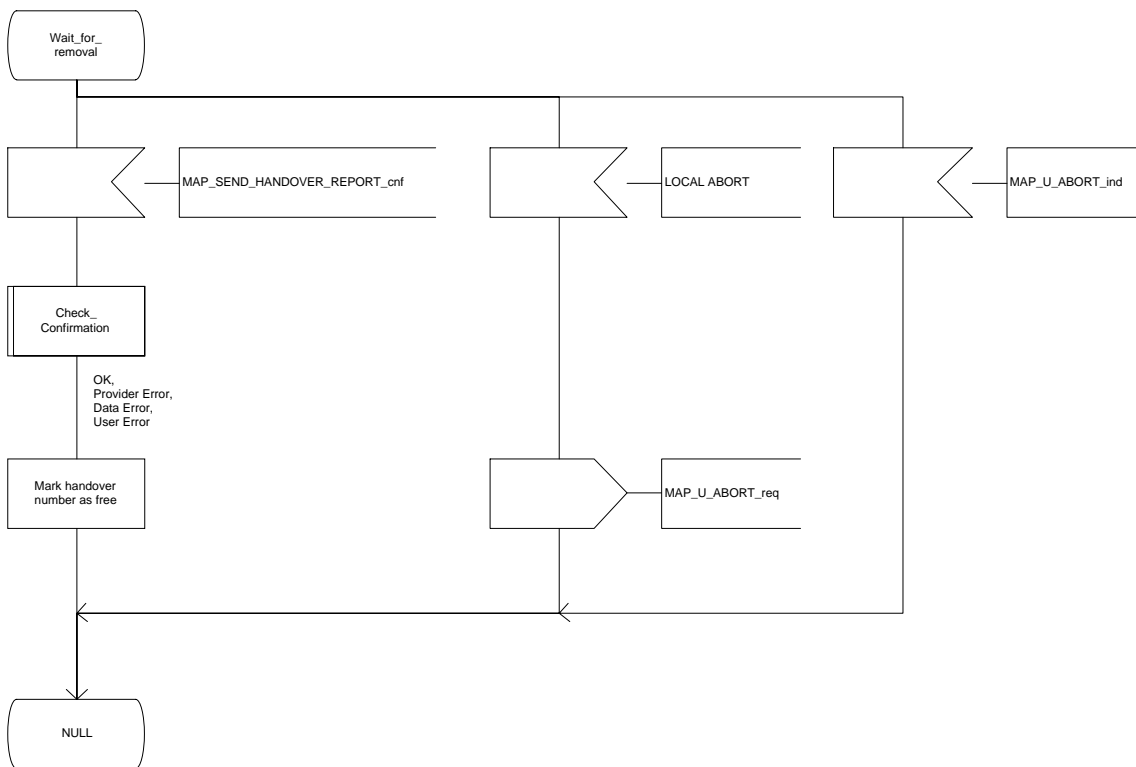 Wait_for_
removal
MAP_SEND_HANDOVER_REPORT_cnf
LOCAL ABORT
MAP_U_ABORT_ind
Check_
Confirmation
OK,
Provider Error,
Data Error,
User Error
Mark handover
number as free
MAP_U_ABORT_req
NULL